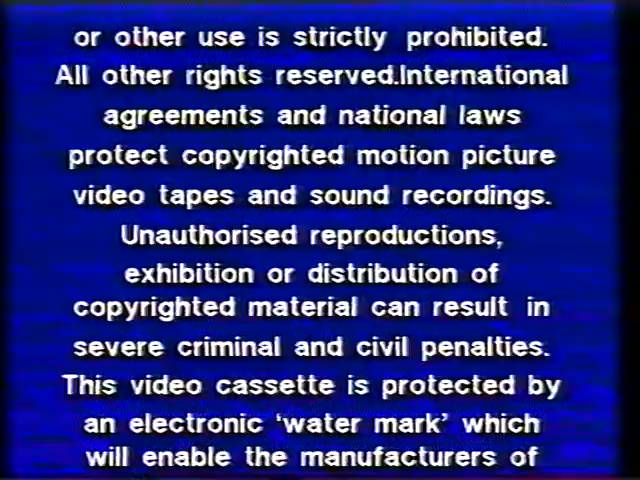 or other use is strictly prohibited.
All other rights reserved.International
agreements and national laws
protect copyrighted motion picture
video tapes and sound recordings.
Unauthorised reproductions,
exhibition or distribution of
copyrighted material can result in
severe criminal and civil penalties.
This video cassette is protected by
an electronic ‘water mark’ which
will enable the manufacturers of